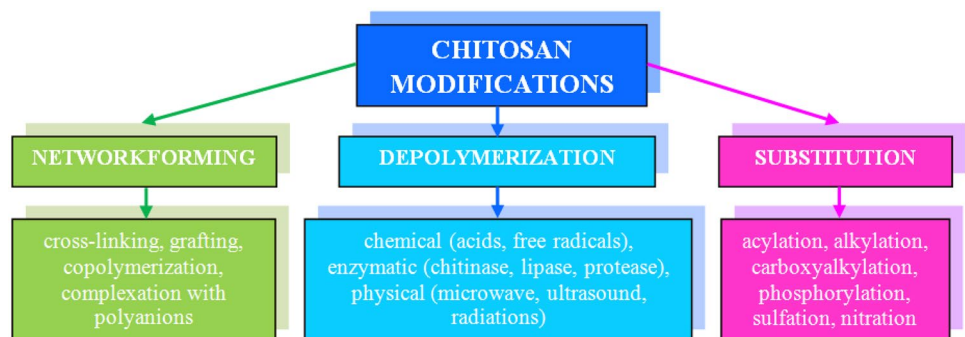 CHITOSAN
MODIFICATIONS
NETWORKFORMING
DEPOLYMERIZATION
SUBSTITUTION
cross-linking, grafting,
copolymerization,
complexation with
polyanions
chemical (acids, free radicals),
enzymatic (chitinase, lipase, protease),
physical (microwave, ultrasound,
radiations)
acylation, alkylation,
carboxyalkylation,
phosphorylation,
sulfation, nitration